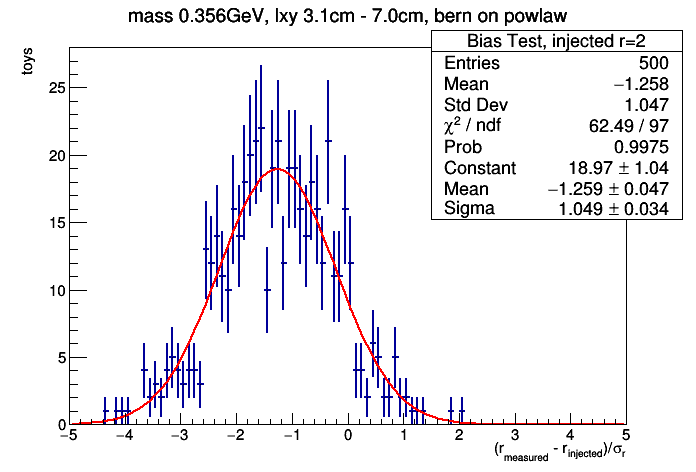 mass 0.356GeV, lxy 3.1cm - 7.0cm, bern on powlaw
Bias Test, injected r=2
Entries 500
Mean −1.258
Std Dev 1.047
χ² / ndf 62.49 / 97
Prob 0.9975
Constant 18.97 ± 1.04
Mean −1.259 ± 0.047
Sigma 1.049 ± 0.034
toys
25
20
15
10
5
0
−5 −4 −3 −2 −1 0 1 2 3 4 5
(r_measured - r_injected)/σ_r